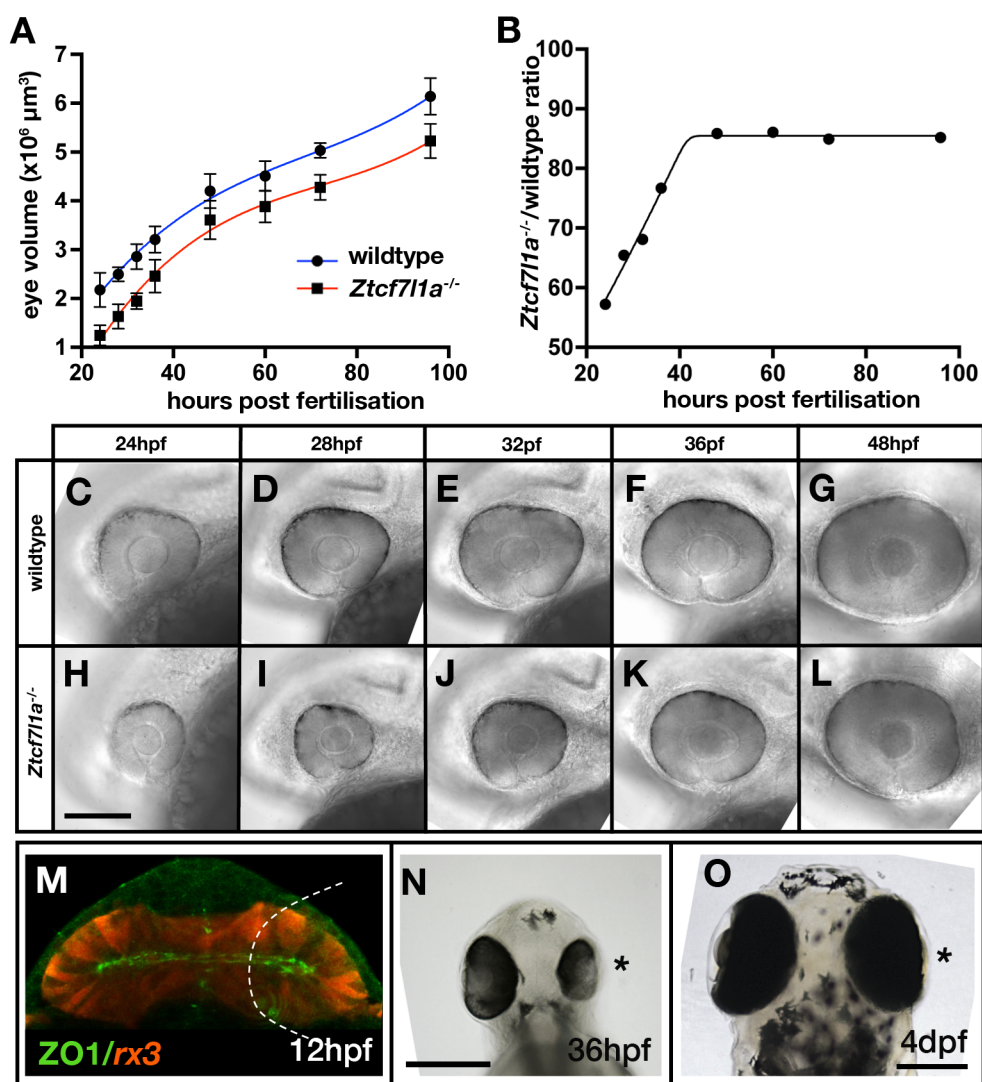 A
eye volume (x10⁶ µm³)
7
6
5
4
3
2
1
20
40
60
80
100
hours post fertilisation
wildtype
Ztcf7l1a-/-
B
Ztcf7l1a-/-/wildtype ratio
100
90
80
70
60
50
20
40
60
80
100
hours post fertilisation
24hpf
28hpf
32pf
36pf
48hpf
wildtype
C
D
E
F
G
Ztcf7l1a-/-
H
I
J
K
L
M
ZO1/rx3
12hpf
N
*
36hpf
O
*
4dpf